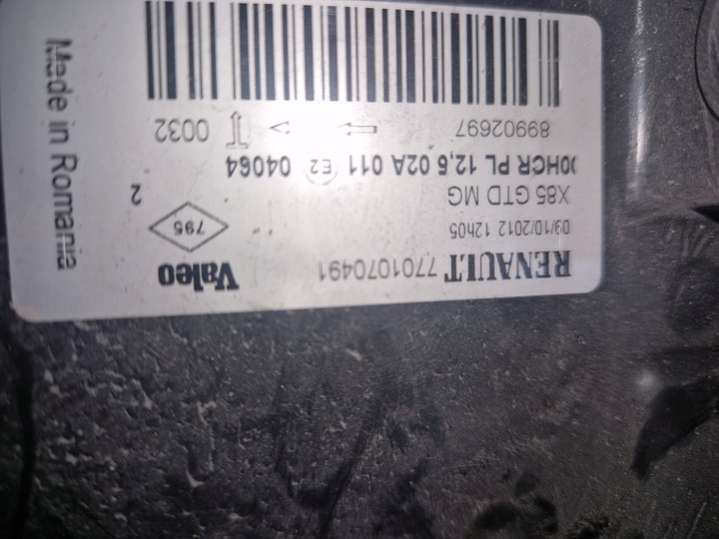 RENAULT 7701070491 Valeo
03/10/2012 12h05
X85 GTD MG 795 2
HCR PL 12,5 02A 011 E2 04064
89902697 0032
Made in Romania